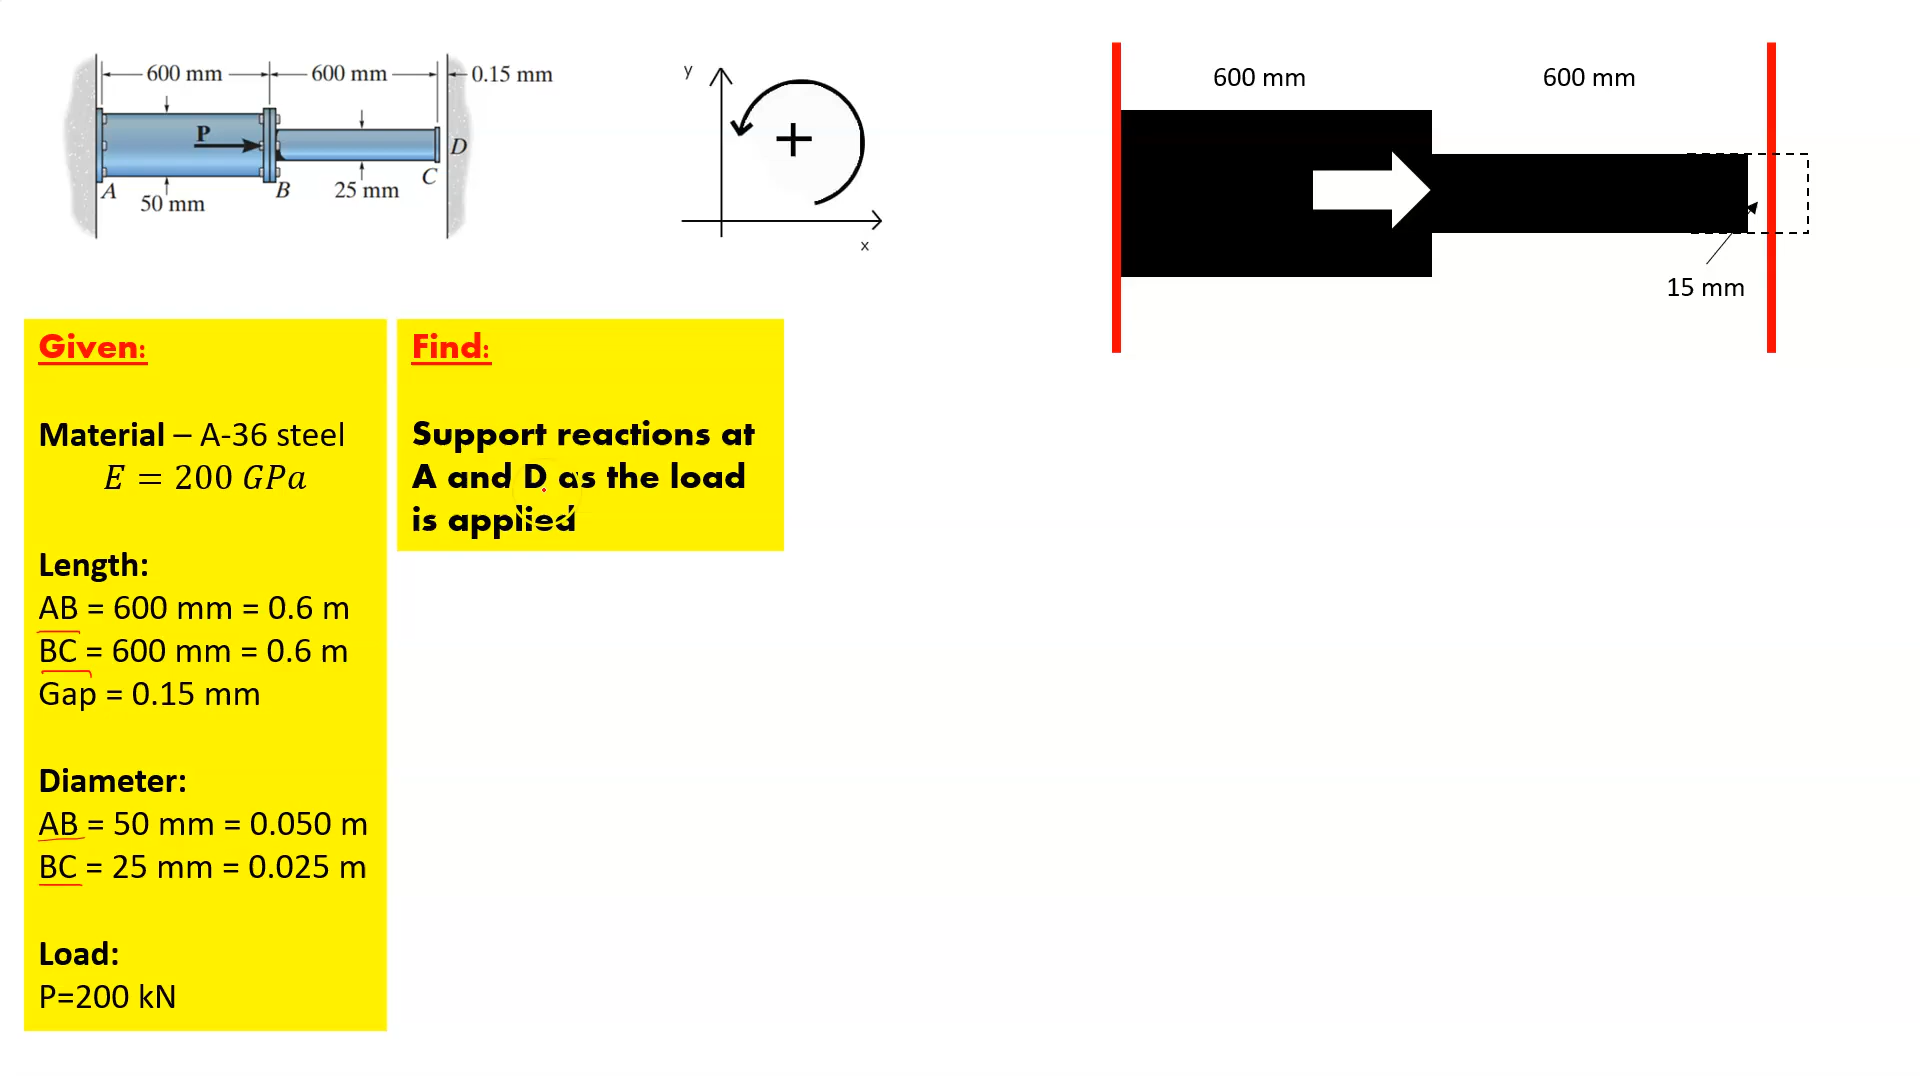 600 mm
600 mm
0.15 mm
P
A
50 mm
B
25 mm
C
D
y
+
x
600 mm
600 mm
15 mm
Given:
Material – A-36 steel
E = 200 GPa
Length:
AB = 600 mm = 0.6 m
BC = 600 mm = 0.6 m
Gap = 0.15 mm
Diameter:
AB = 50 mm = 0.050 m
BC = 25 mm = 0.025 m
Load:
P=200 kN
Find:
Support reactions at
A and D as the load
is applied